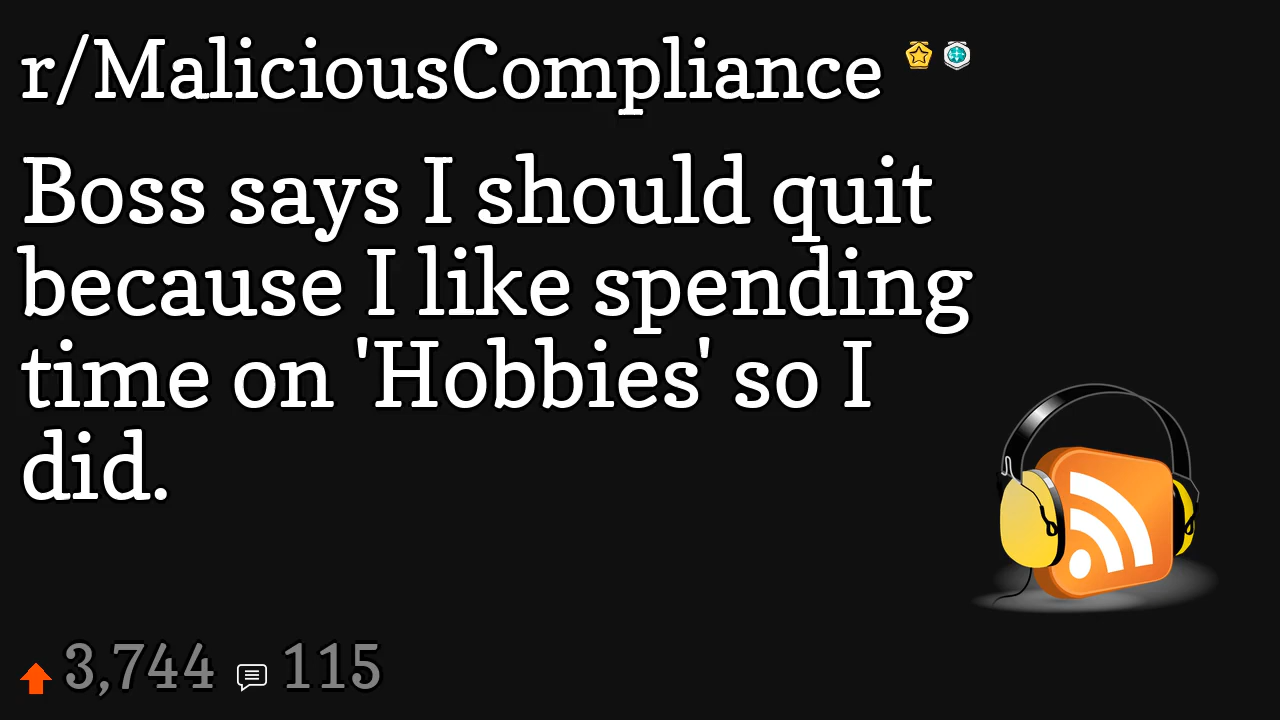 r/MaliciousCompliance
Boss says I should quit
because I like spending
time on 'Hobbies' so I
did.
3,744 115